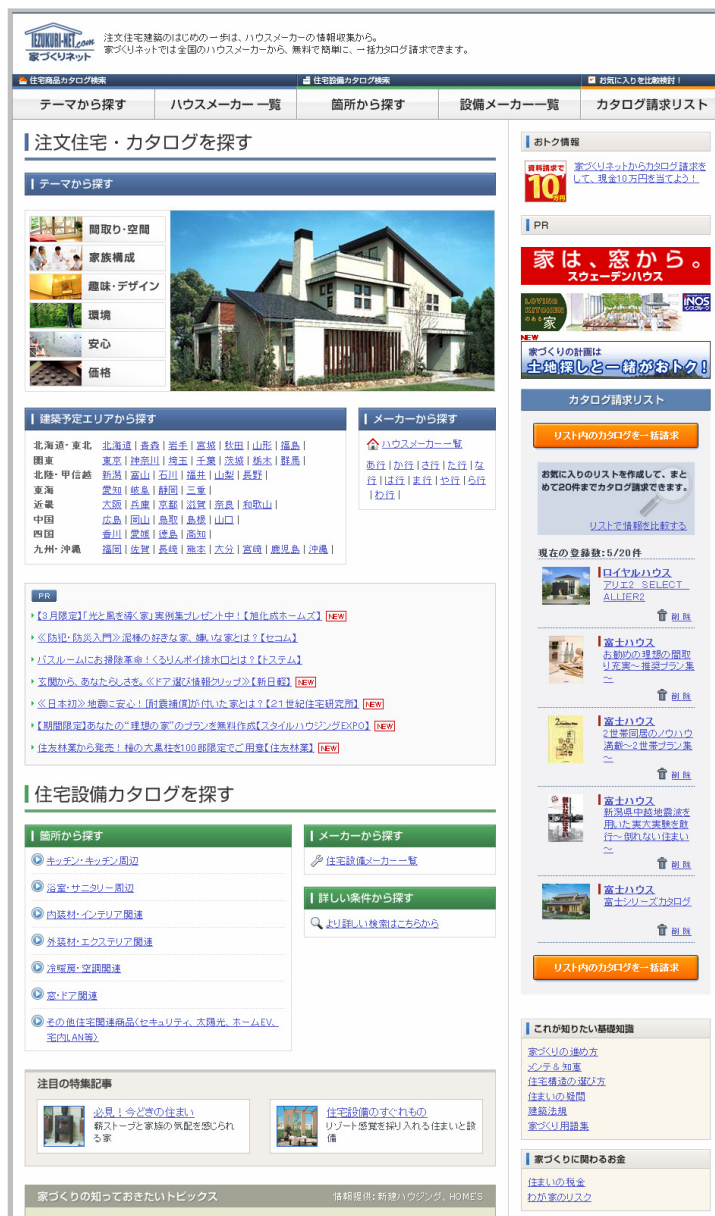 IEZUKURI-NET.com
家づくりネット
注文住宅建築のはじめの一歩は、ハウスメーカーの情報収集から。
家づくりネットでは全国のハウスメーカーから、無料で簡単に、一括カタログ請求できます。
住宅商品カタログ検索
住宅設備カタログ検索
お気に入りを比較検討！
テーマから探す
ハウスメーカー一覧
箇所から探す
設備メーカー一覧
カタログ請求リスト
注文住宅・カタログを探す
テーマから探す
間取り・空間
家族構成
趣味・デザイン
環境
安心
価格
建築予定エリアから探す
北海道・東北 北海道 | 青森 | 岩手 | 宮城 | 秋田 | 山形 | 福島 |
関東 東京 | 神奈川 | 埼玉 | 千葉 | 茨城 | 栃木 | 群馬 |
北陸・甲信越 新潟 | 富山 | 石川 | 福井 | 山梨 | 長野 |
東海 愛知 | 岐阜 | 静岡 | 三重 |
近畿 大阪 | 兵庫 | 京都 | 滋賀 | 奈良 | 和歌山 |
中国 広島 | 岡山 | 鳥取 | 島根 | 山口 |
四国 香川 | 愛媛 | 徳島 | 高知 |
九州・沖縄 福岡 | 佐賀 | 長崎 | 熊本 | 大分 | 宮崎 | 鹿児島 | 沖縄 |
メーカーから探す
ハウスメーカー一覧
あ行 | か行 | さ行 | た行 | な
行 | は行 | ま行 | や行 | ら行
| わ行 |
PR
【3月限定】「光と風を導く家」実例集プレゼント中！【旭化成ホームズ】 NEW
≪防犯・防災入門≫泥棒の好きな家、嫌いな家とは？【セコム】
バスルームにお掃除革命！くるりんポイ排水口とは？【トステム】
玄関から、あなたらしさを。≪ドア選び情報クリップ≫【新日軽】 NEW
≪日本初≫地震に安心！「耐震補償」が付いた家とは？【21世紀住宅研究所】 NEW
【期間限定】あなたの“理想の家”のプランを無料作成【スタイルハウジングEXPO】 NEW
住友林業から発売！檜の大黒柱を100邸限定でご用意【住友林業】 NEW
住宅設備カタログを探す
箇所から探す
キッチン・キッチン周辺
浴室・サニタリー周辺
内装材・インテリア関連
外装材・エクステリア関連
冷暖房・空調関連
窓・ドア関連
その他住宅関連商品(セキュリティ、太陽光、ホームEV、
宅内LAN等)
メーカーから探す
住宅設備メーカー一覧
詳しい条件から探す
より詳しい検索はこちらから
注目の特集記事
必見！今どきの住まい
薪ストーブと家族の気配を感じられ
る家
住宅設備のすぐれもの
リゾート感覚を採り入れる住まいと設
備
家づくりの知っておきたいトピックス
情報提供：新建ハウジング、HOME'S
おトク情報
資料請求で
10万円
家づくりネットからカタログ請求を
して、現金10万円を当てよう！
PR
家は、窓から。
スウェーデンハウス
LOVING
KITCHEN
のある家
iNOS
イノスグループ
NEW
家づくりの計画は
土地探しと一緒がおトク！
カタログ請求リスト
リスト内のカタログを一括請求
お気に入りのリストを作成して、まと
めて20件までカタログ請求できます。
リストで情報を比較する
現在の登録数：5/20件
ロイヤルハウス
アリエ2 SELECT
ALLIER2
削除
富士ハウス
お勧めの理想の間取
り充実～推奨プラン集
～
削除
富士ハウス
2世帯同居のノウハウ
満載～2世帯プラン集
～
削除
富士ハウス
新潟県中越地震波を
用いた実大実験を敢
行～倒れない住まい
～
削除
富士ハウス
富士シリーズカタログ
削除
リスト内のカタログを一括請求
これが知りたい基礎知識
家づくりの進め方
メンテ＆知恵
住宅構造の選び方
住まいの疑問
建築法規
家づくり用語集
家づくりに関わるお金
住まいの税金
わが家のリスク